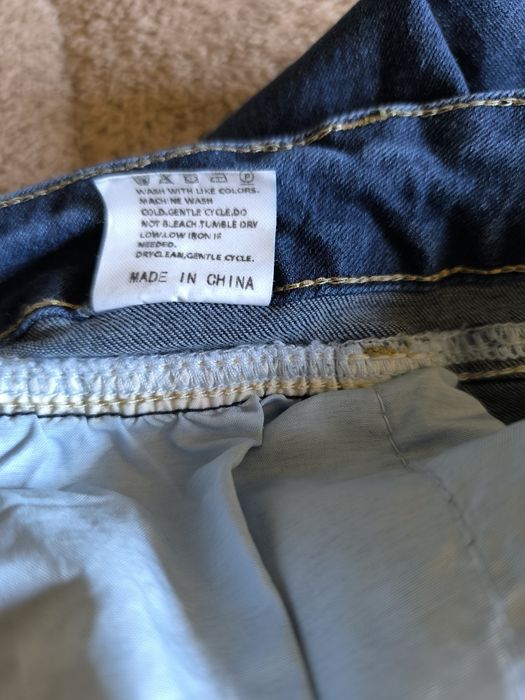 WASH WITH LIKE COLORS.
MACHINE WASH
COLD.GENTLE CYCLE.DO
NOT BLEACH.TUMBLE DRY
LOW.LOW IRON IF
NEEDED.
DRYCLEAN,GENTLE CYCLE.
MADE IN CHINA